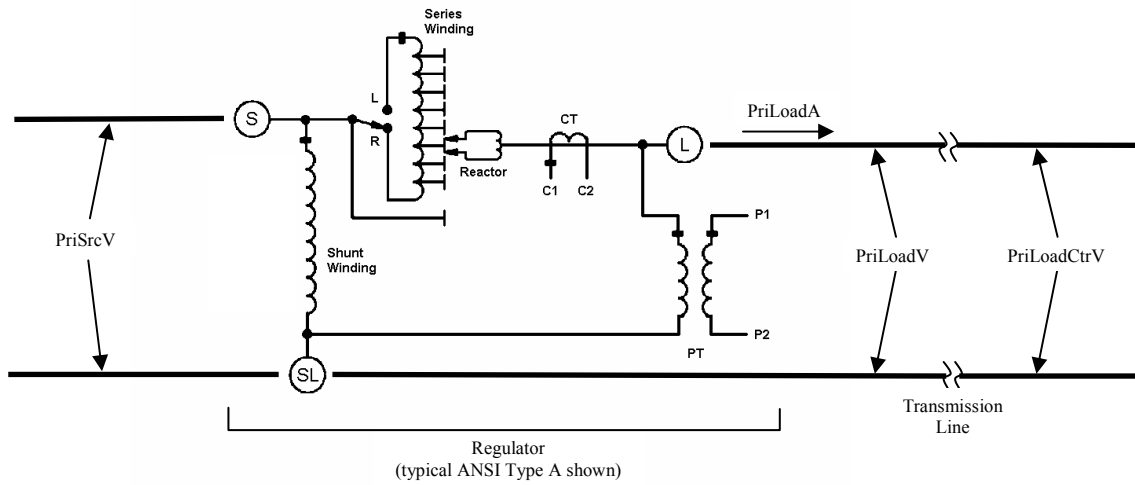 Series
Winding
L
R
S
CT
PriLoadA
L
Reactor
C1
C2
P1
PriSrcV
Shunt
Winding
PriLoadV
PriLoadCtrV
P2
PT
SL
Transmission
Line
Regulator
(typical ANSI Type A shown)